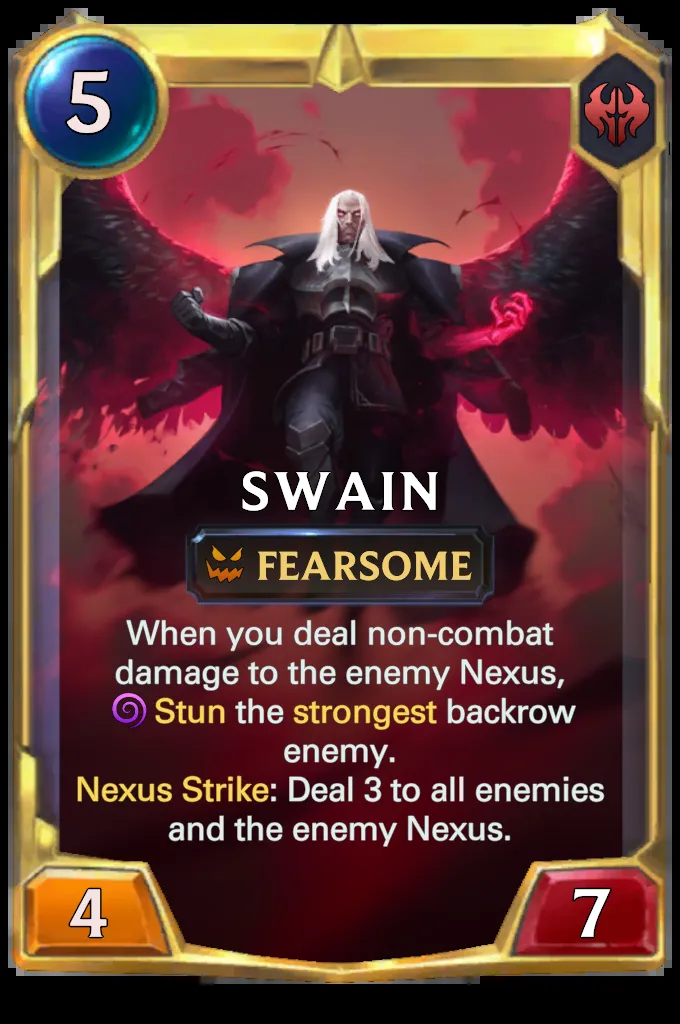 5
SWAIN
FEARSOME
When you deal non-combat
damage to the enemy Nexus,
Stun the strongest backrow
enemy.
Nexus Strike: Deal 3 to all enemies
and the enemy Nexus.
4
7